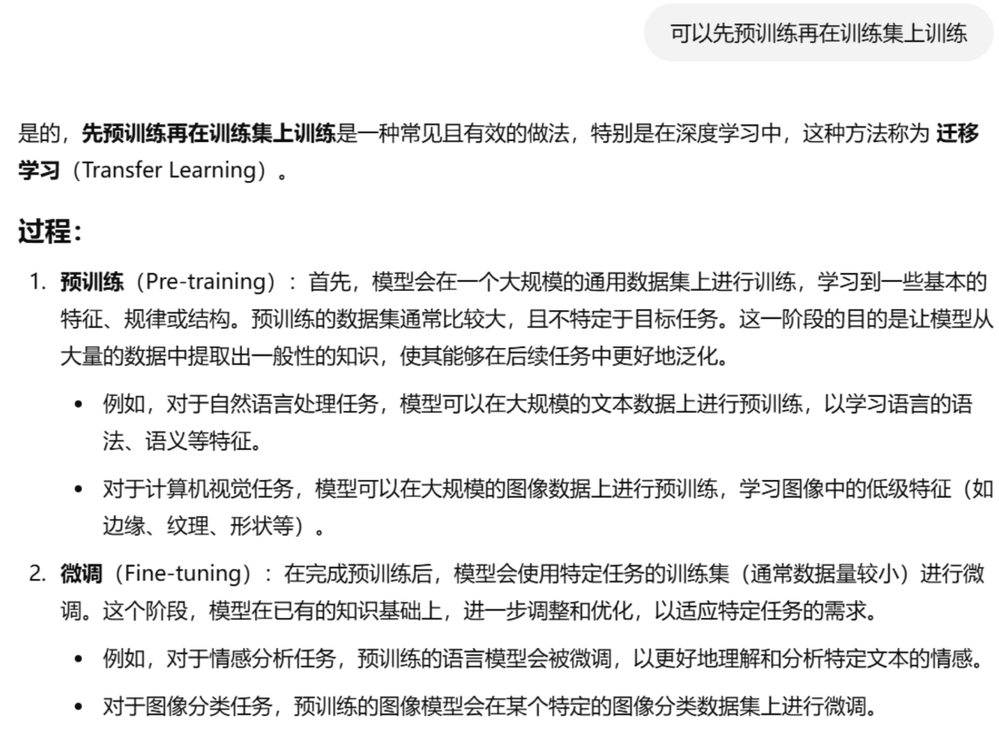 可以先预训练再在训练集上训练
是的，先预训练再在训练集上训练是一种常见且有效的做法，特别是在深度学习中，这种方法称为 迁移
学习（Transfer Learning）。
过程：
1. 预训练（Pre-training）：首先，模型会在一个大规模的通用数据集上进行训练，学习到一些基本的
特征、规律或结构。预训练的数据集通常比较大，且不特定于目标任务。这一阶段的目的是让模型从
大量的数据中提取出一般性的知识，使其能够在后续任务中更好地泛化。
• 例如，对于自然语言处理任务，模型可以在大规模的文本数据上进行预训练，以学习语言的语
法、语义等特征。
• 对于计算机视觉任务，模型可以在大规模的图像数据上进行预训练，学习图像中的低级特征（如
边缘、纹理、形状等）。
2. 微调（Fine-tuning）：在完成预训练后，模型会使用特定任务的训练集（通常数据量较小）进行微
调。这个阶段，模型在已有的知识基础上，进一步调整和优化，以适应特定任务的需求。
• 例如，对于情感分析任务，预训练的语言模型会被微调，以更好地理解和分析特定文本的情感。
• 对于图像分类任务，预训练的图像模型会在某个特定的图像分类数据集上进行微调。